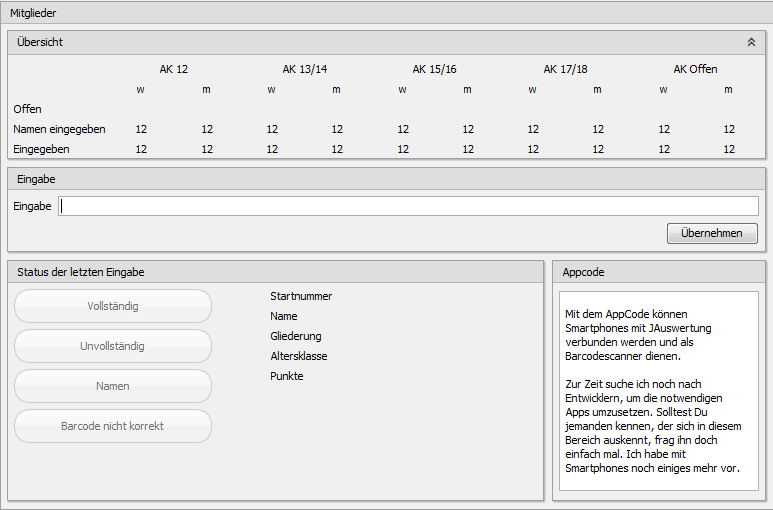 Mitglieder
Übersicht
AK 12 AK 13/14 AK 15/16 AK 17/18 AK Offen
w m w m w m w m w m
Offen
Namen eingegeben 12 12 12 12 12 12 12 12 12 12
Eingegeben 12 12 12 12 12 12 12 12 12 12
Eingabe
Eingabe
Übernehmen
Status der letzten Eingabe
Vollständig
Unvollständig
Namen
Barcode nicht korrekt
Startnummer
Name
Gliederung
Altersklasse
Punkte
Appcode
Mit dem AppCode können
Smartphones mit JAuswertung
verbunden werden und als
Barcodescanner dienen.
Zur Zeit suche ich noch nach
Entwicklern, um die notwendigen
Apps umzusetzen. Solltest Du
jemanden kennen, der sich in diesem
Bereich auskennt, frag ihn doch
einfach mal. Ich habe mit
Smartphones noch einiges mehr vor.